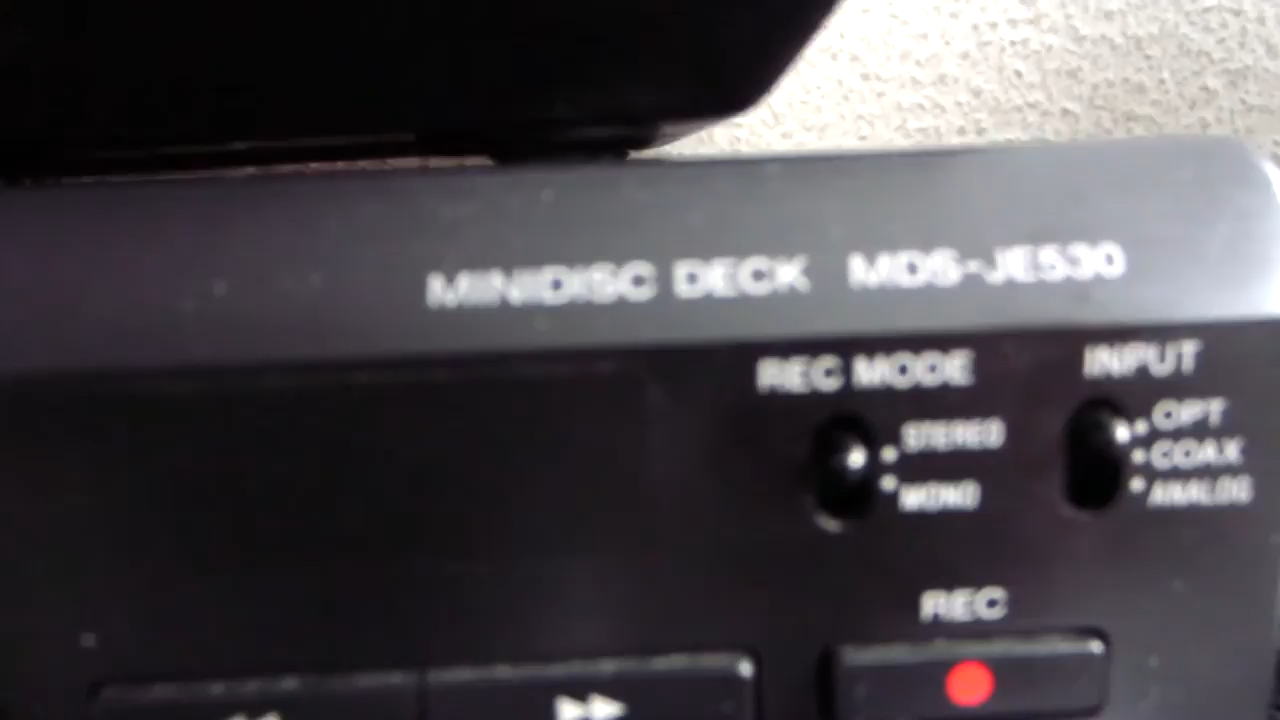 MINIDISC DECK MDS-JE530
REC MODE
STEREO
MONO
INPUT
OPT
COAX
ANALOG
REC